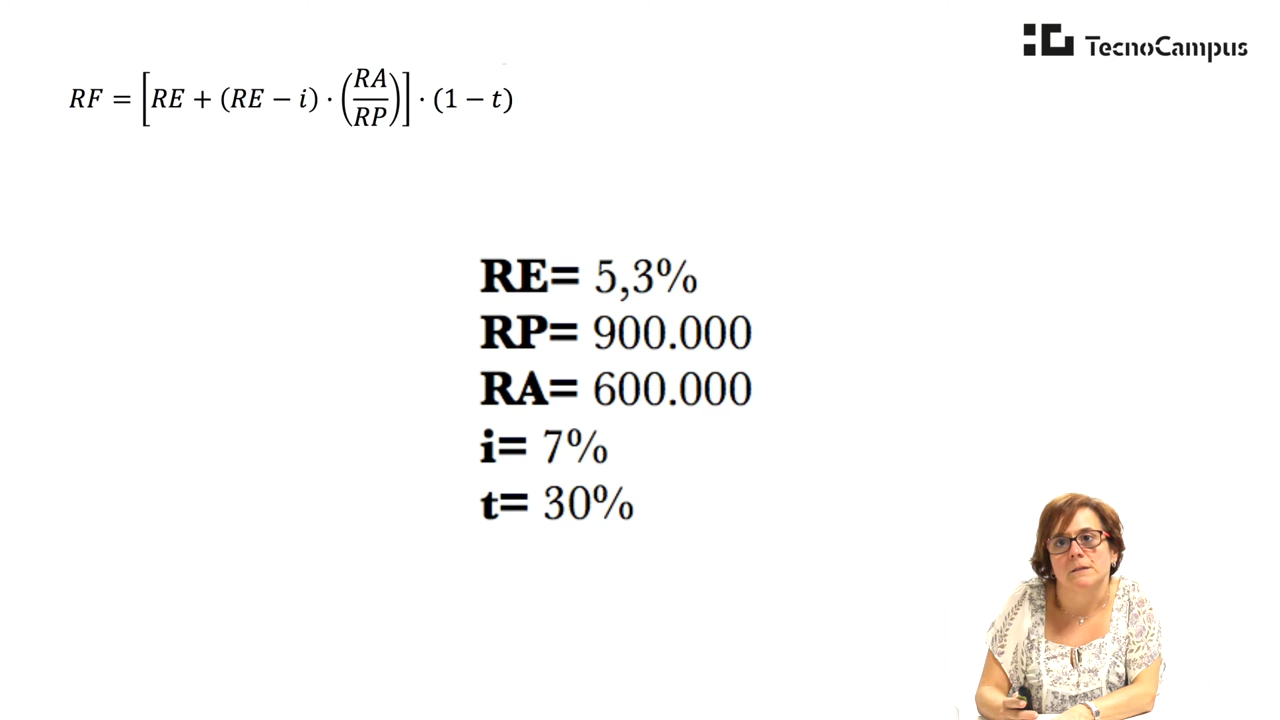 TecnoCampus
RF = [RE + (RE − i) · (RA/RP)] · (1 − t)
RE= 5,3%
RP= 900.000
RA= 600.000
i= 7%
t= 30%